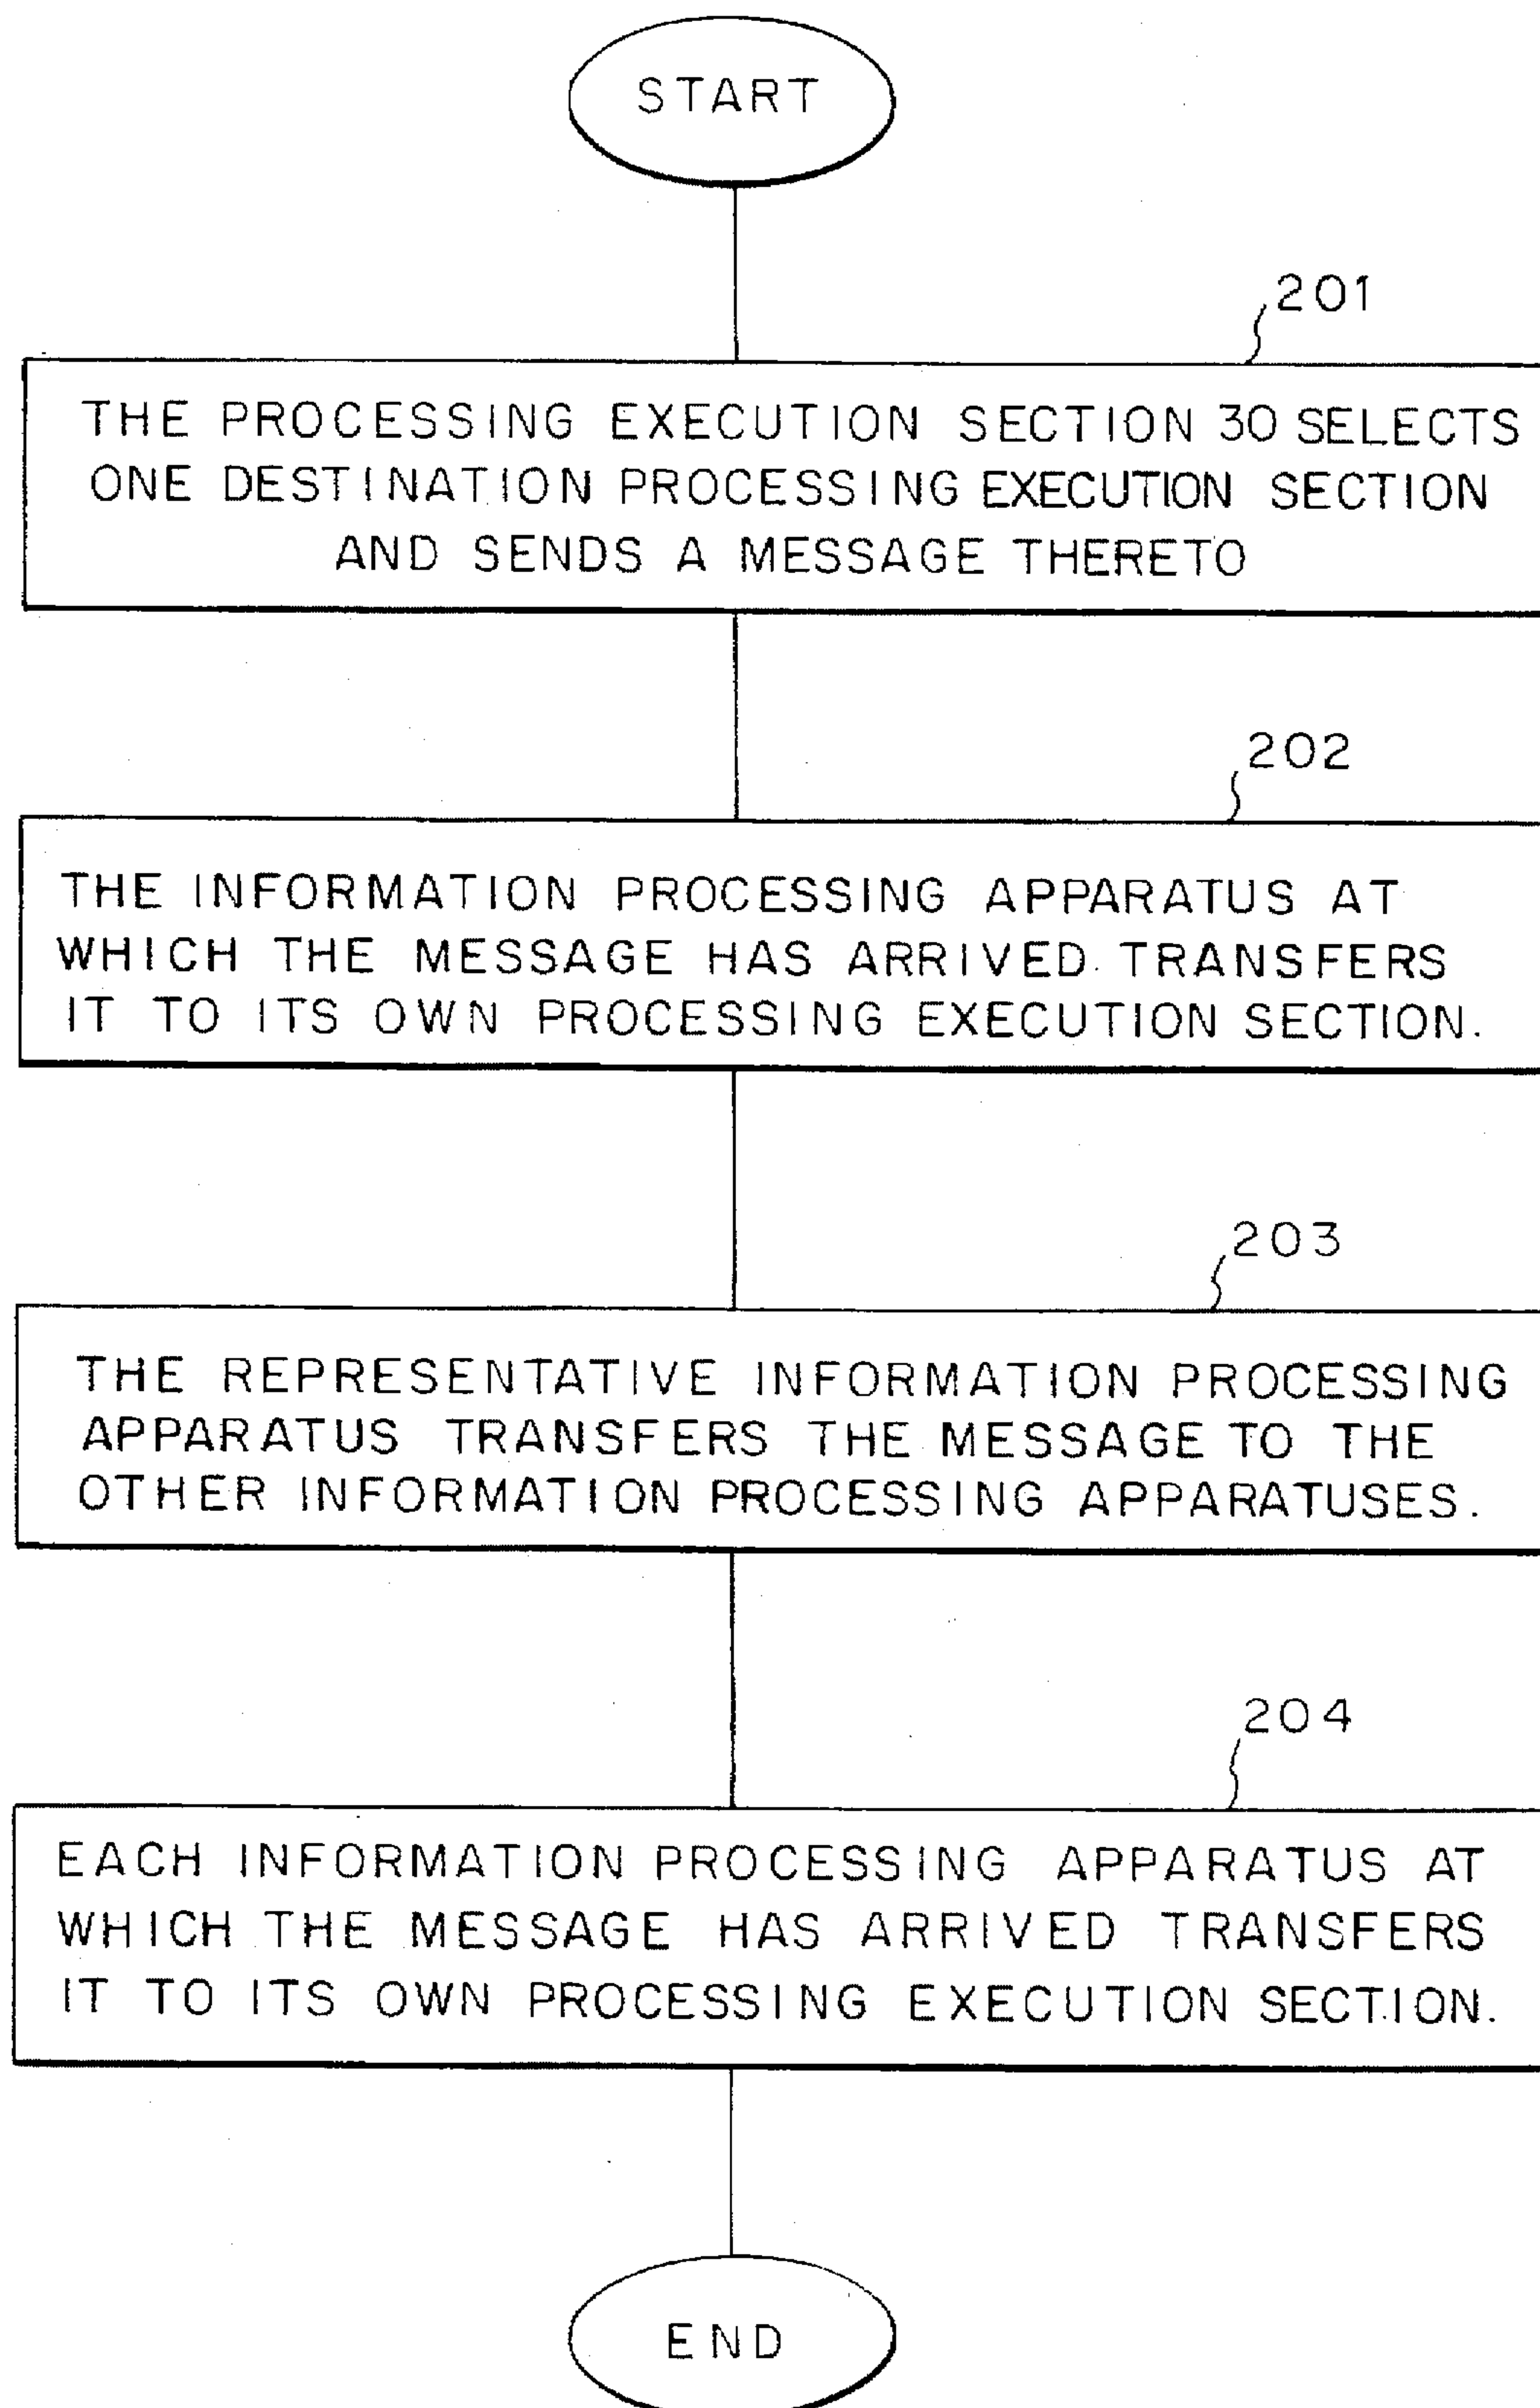 START
201
THE PROCESSING EXECUTION SECTION 30 SELECTS
ONE DESTINATION PROCESSING EXECUTION SECTION
AND SENDS A MESSAGE THERETO
202
THE INFORMATION PROCESSING APPARATUS AT
WHICH THE MESSAGE HAS ARRIVED TRANSFERS
IT TO ITS OWN PROCESSING EXECUTION SECTION.
203
THE REPRESENTATIVE INFORMATION PROCESSING
APPARATUS TRANSFERS THE MESSAGE TO THE
OTHER INFORMATION PROCESSING APPARATUSES.
204
EACH INFORMATION PROCESSING APPARATUS AT
WHICH THE MESSAGE HAS ARRIVED TRANSFERS
IT TO ITS OWN PROCESSING EXECUTION SECTION.
END